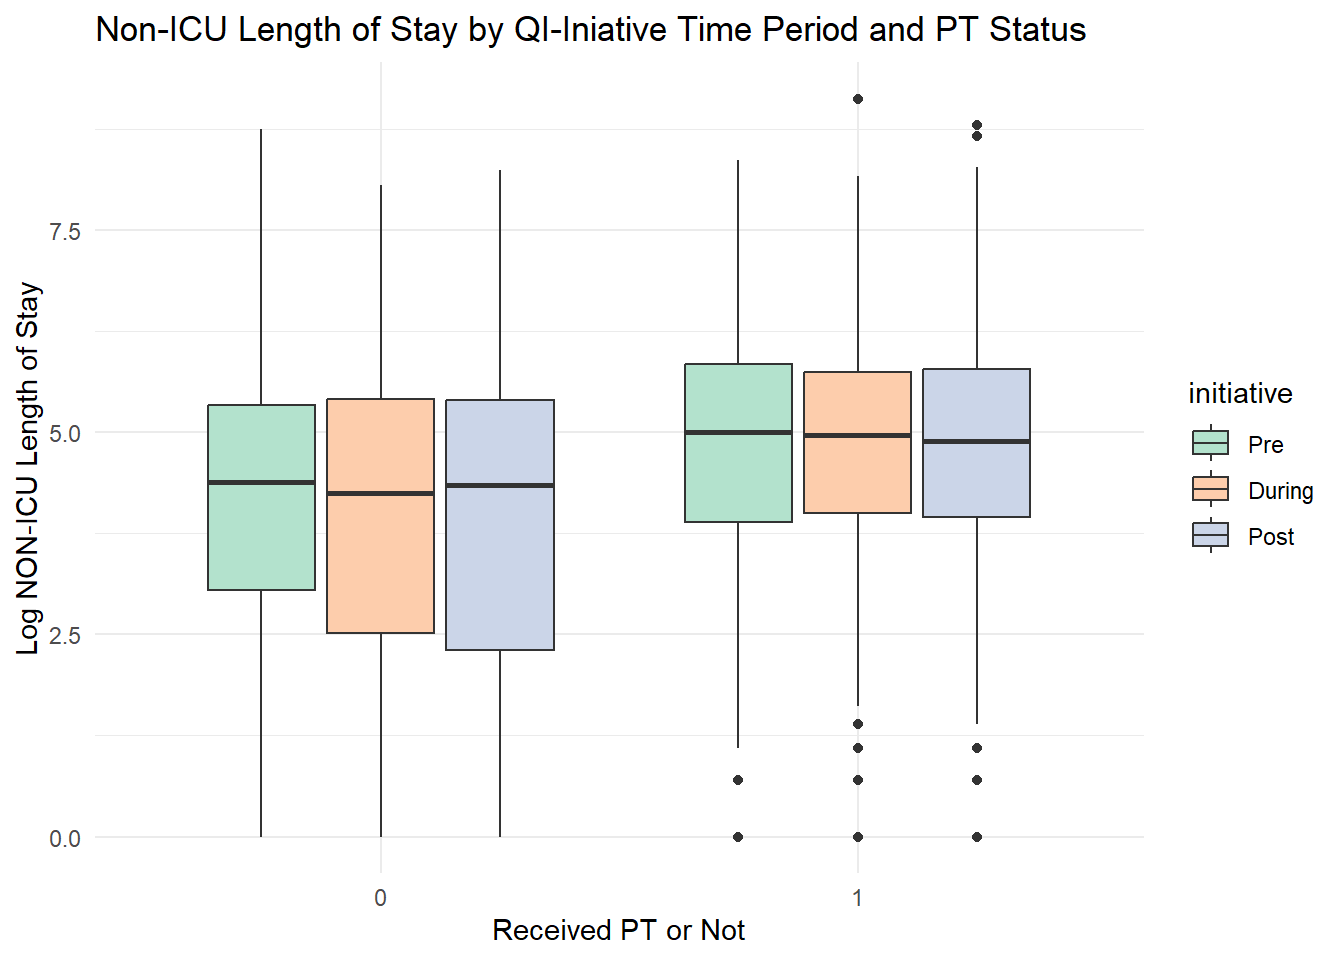 Non-ICU Length of Stay by QI-Iniative Time Period and PT Status
Log NON-ICU Length of Stay
7.5
5.0
2.5
0.0
0
1
Received PT or Not
initiative
Pre
During
Post